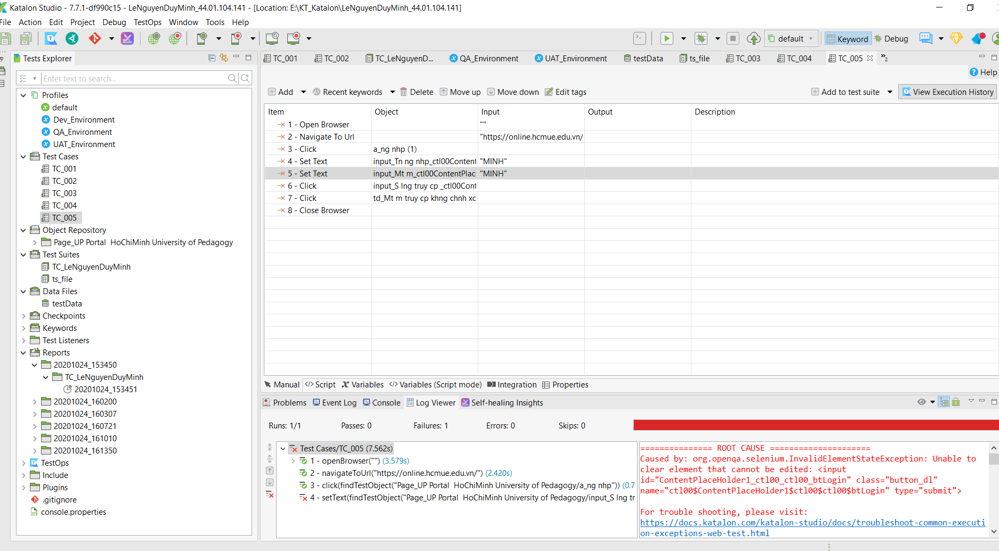 Katalon Studio - 7.7.1-df990c15 - LeNguyenDuyMinh_44.01.104.141 - [Location: E:\KT_Katalon\LeNguyenDuyMinh_44.01.104.141]
File Action Edit Project Debug TestOps Window Tools Help
default Keyword Debug
Tests Explorer
Enter text to search...
Profiles
default
Dev_Environment
QA_Environment
UAT_Environment
Test Cases
TC_001
TC_002
TC_003
TC_004
TC_005
Object Repository
Page_UP Portal  HoChiMinh University of Pedagogy
Test Suites
TC_LeNguyenDuyMinh
ts_file
Data Files
testData
Checkpoints
Keywords
Test Listeners
Reports
20201024_153450
TC_LeNguyenDuyMinh
20201024_153451
20201024_160200
20201024_160307
20201024_160721
20201024_161010
20201024_161350
TestOps
Include
Plugins
.gitignore
console.properties
TC_001 TC_002 TC_LeNguyenD... QA_Environment UAT_Environment testData ts_file TC_003 TC_004 TC_005 »2
Help
Add Recent keywords Delete Move up Move down Edit tags Add to test suite View Execution History
Item Object Input Output Description
1 - Open Browser ""
2 - Navigate To Url "https://online.hcmue.edu.vn/
3 - Click a_ng nhp (1)
4 - Set Text input_Tn ng nhp_ctl00Content "MINH"
5 - Set Text input_Mt m_ctl00ContentPlac "MINH"
6 - Click input_S lng truy cp _ctl00Cont
7 - Click td_Mt m truy cp khng chnh xc
8 - Close Browser
Manual </> Script Variables </> Variables (Script mode) Integration Properties
Problems Event Log Console Log Viewer Self-healing Insights
Runs: 1/1 Passes: 0 Failures: 1 Errors: 0 Skips: 0
Test Cases/TC_005 (7.562s)
1 - openBrowser("") (3.579s)
2 - navigateToUrl("https://online.hcmue.edu.vn/") (2.420s)
3 - click(findTestObject("Page_UP Portal  HoChiMinh University of Pedagogy/a_ng nhp")) (0.7
4 - setText(findTestObject("Page_UP Portal  HoChiMinh University of Pedagogy/input_S lng tr
=============== ROOT CAUSE =====================
Caused by: org.openqa.selenium.InvalidElementStateException: Unable to
clear element that cannot be edited: <input
id="ContentPlaceHolder1_ctl00_ctl00_btLogin" class="button_dl"
name="ctl00$ContentPlaceHolder1$ctl00$ctl00$btLogin" type="submit">
For trouble shooting, please visit:
https://docs.katalon.com/katalon-studio/docs/troubleshoot-common-executi
on-exceptions-web-test.html